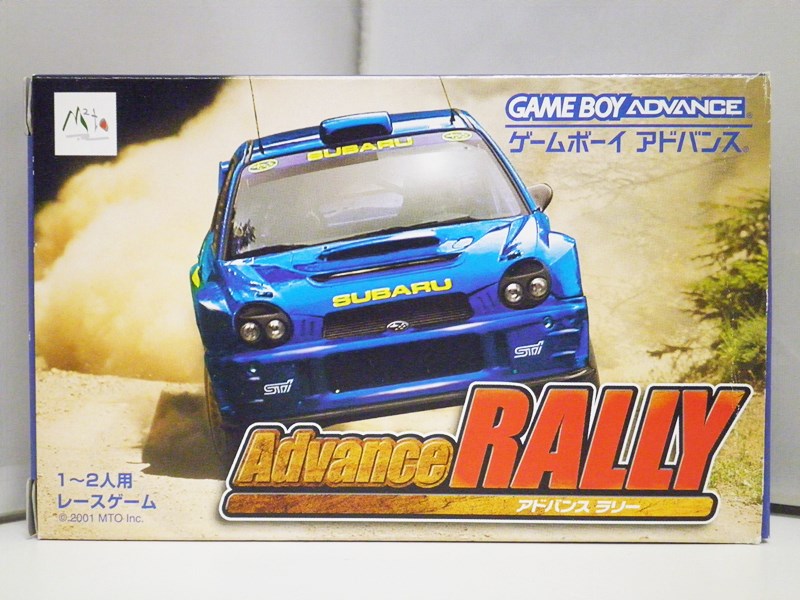 Mto
GAME BOY ADVANCE
ゲームボーイ アドバンス
SUBARU
SUBARU
STi
STi
Advance RALLY
アドバンス ラリー
1～2人用
レースゲーム
© 2001 MTO Inc.